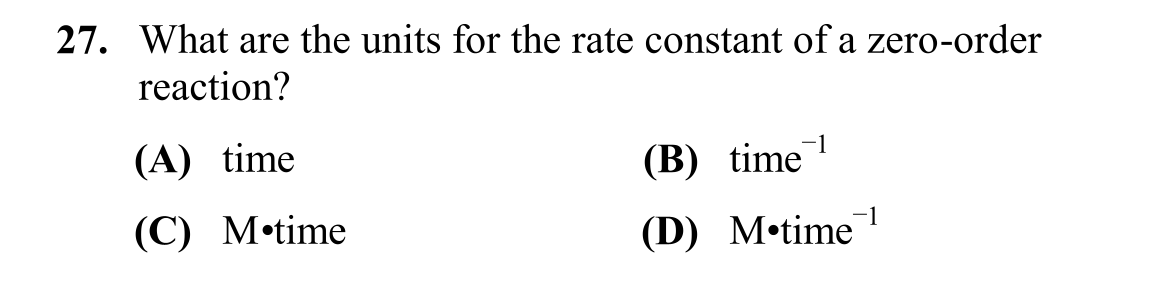 27. What are the units for the rate constant of a zero-order
reaction?
(A) time (B) time⁻¹
(C) M•time (D) M•time⁻¹